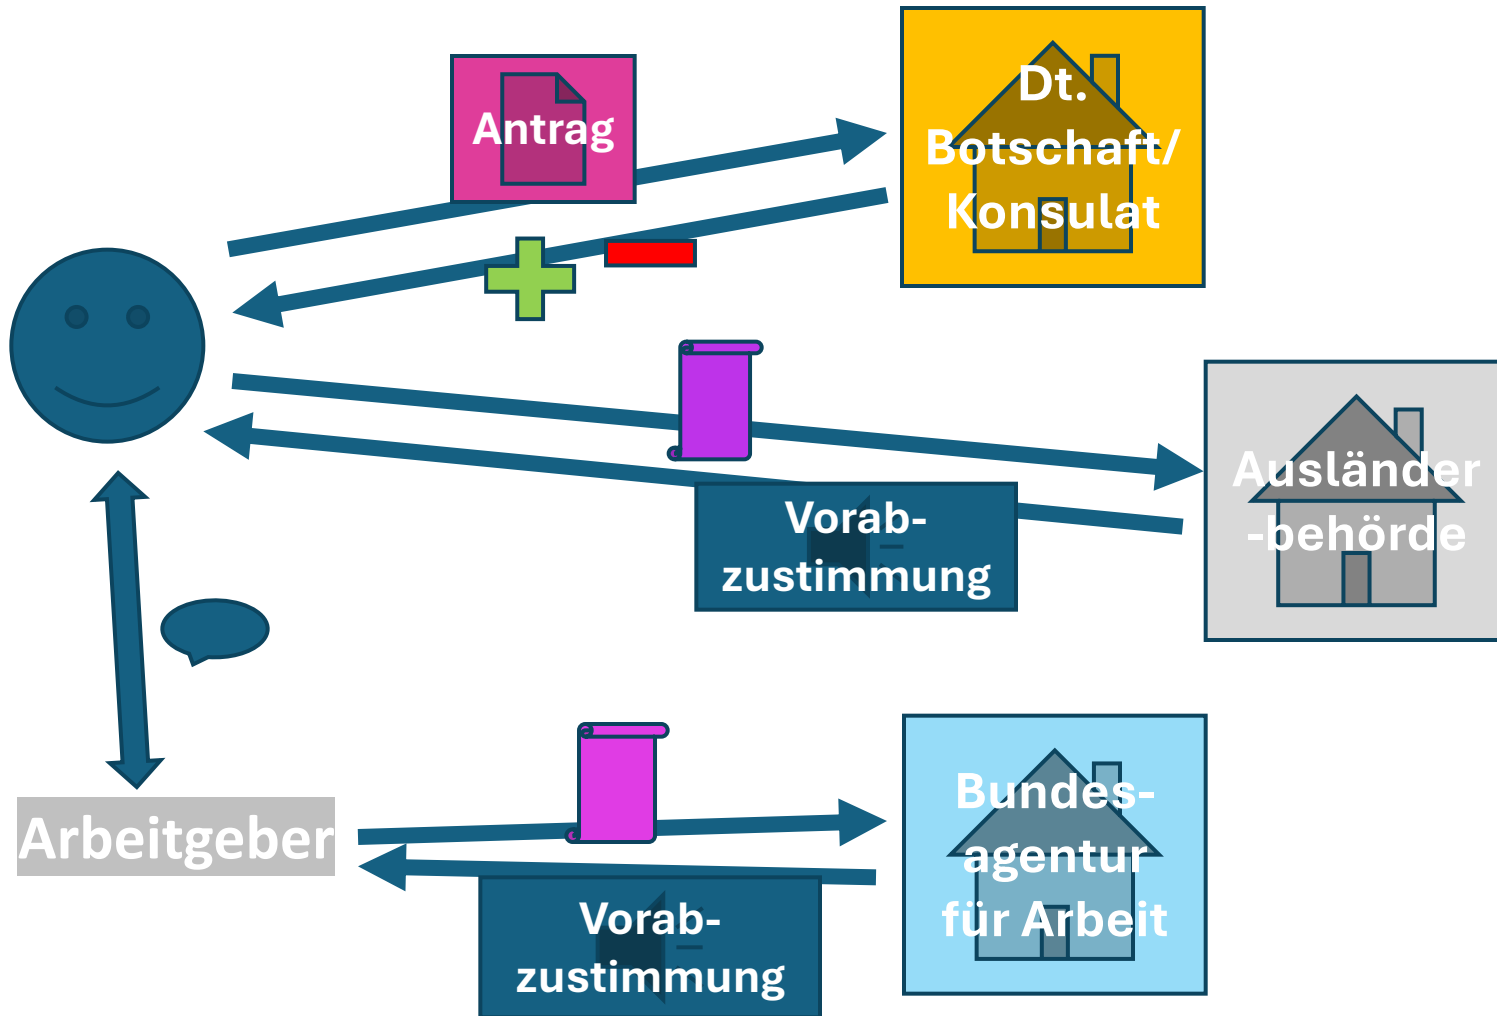 Antrag
Dt.
Botschaft/
Konsulat
Vorab-
zustimmung
Ausländer
-behörde
Arbeitgeber
Vorab-
zustimmung
Bundes-
agentur
für Arbeit